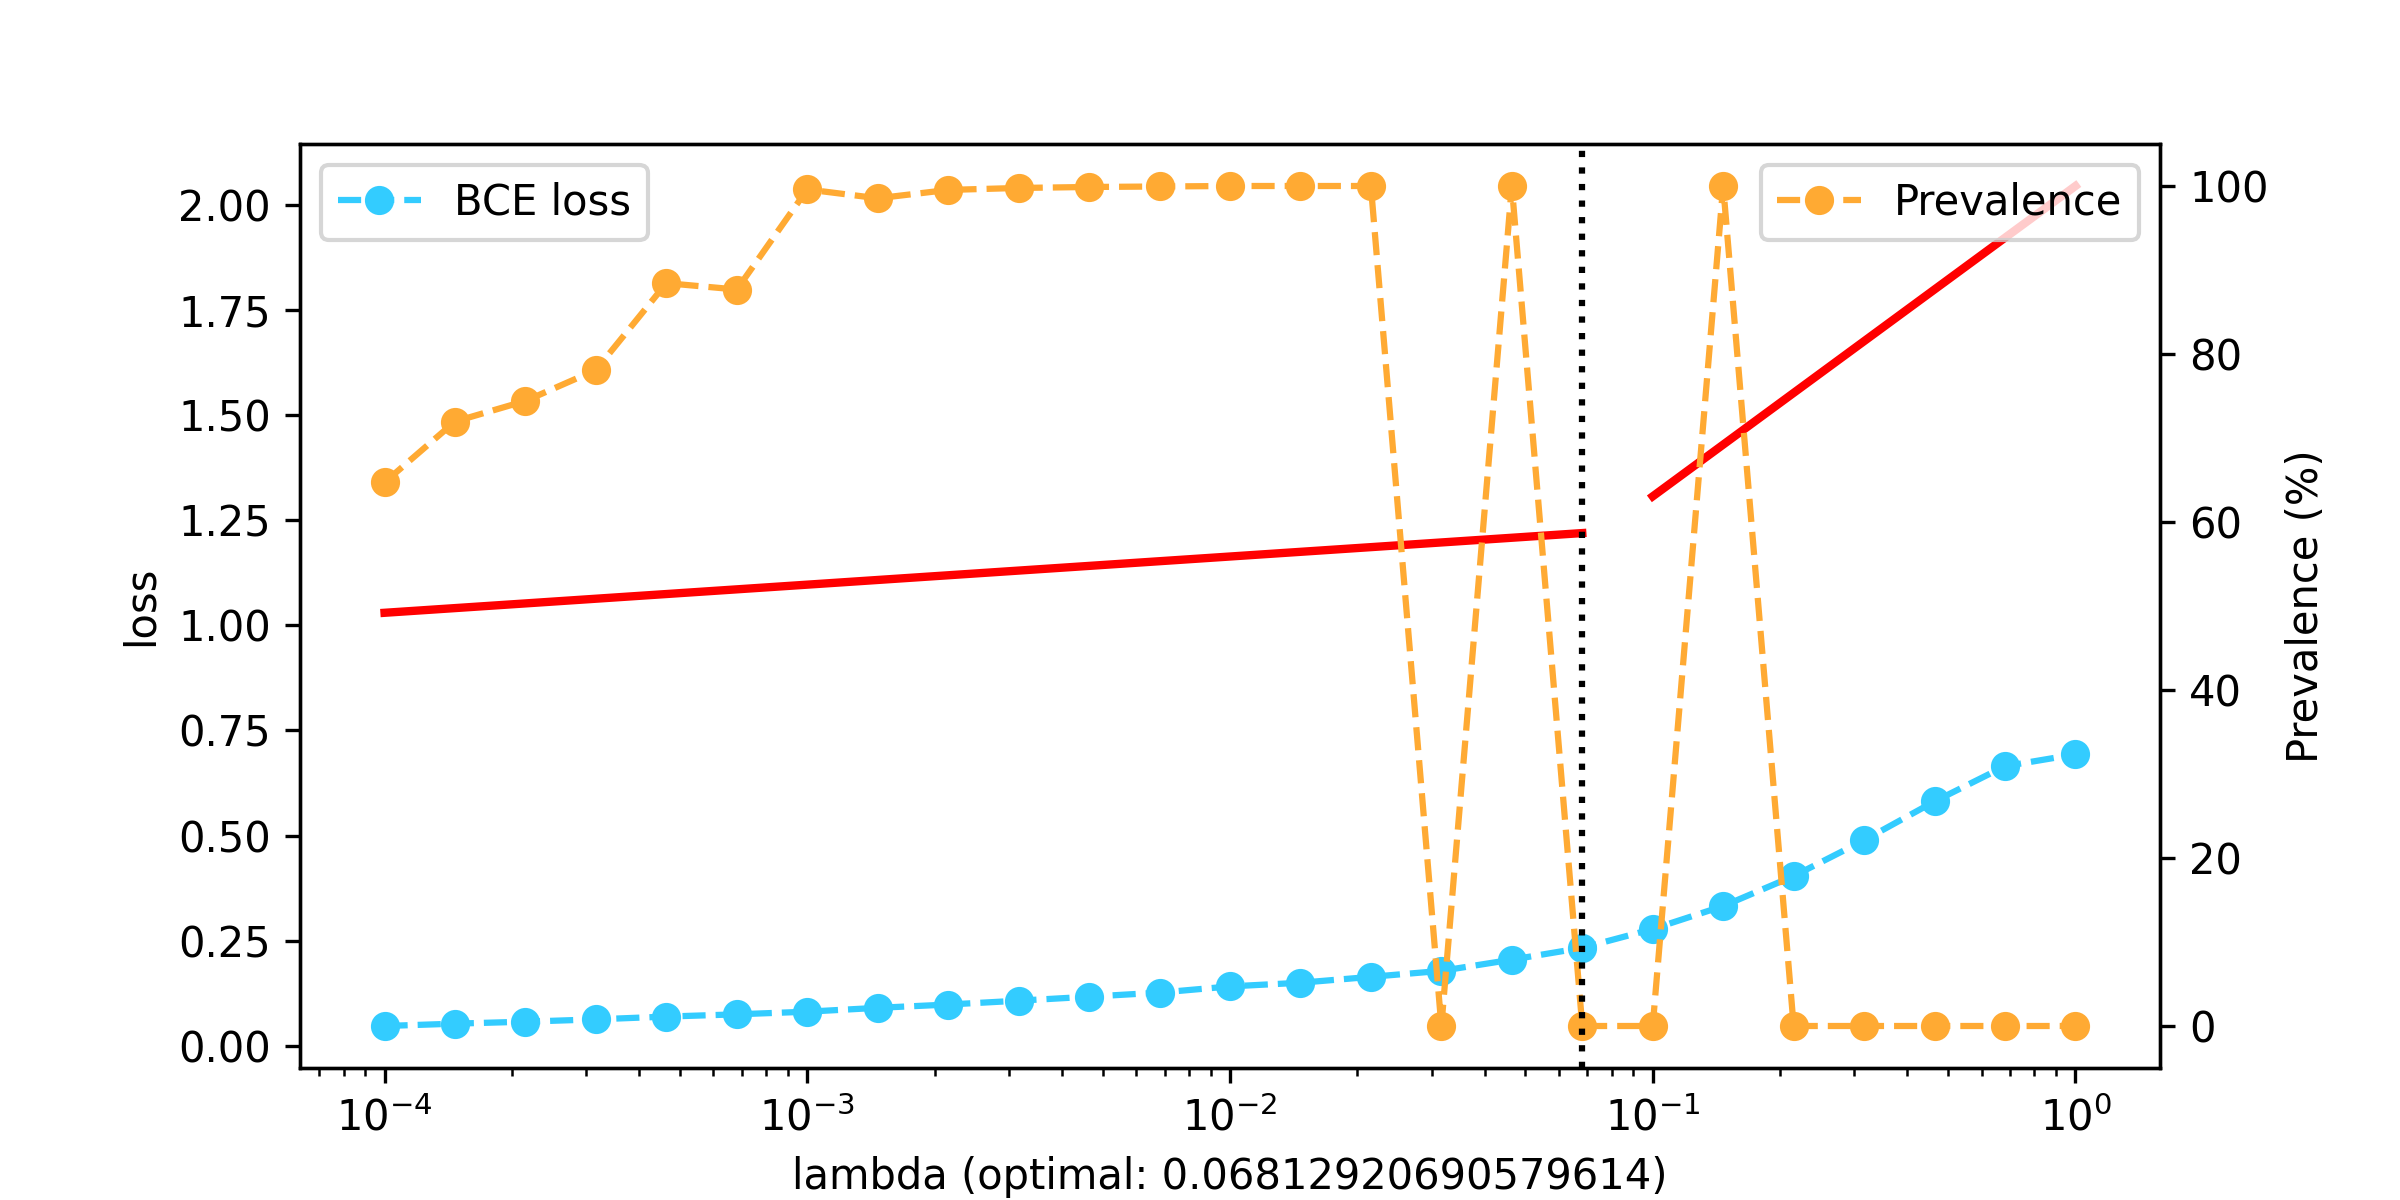 BCE loss
Prevalence
2.00
1.75
1.50
1.25
1.00
0.75
0.50
0.25
0.00
loss
100
80
60
40
20
0
Prevalence (%)
10⁻⁴ 10⁻³ 10⁻² 10⁻¹ 10⁰
lambda (optimal: 0.06812920690579614)